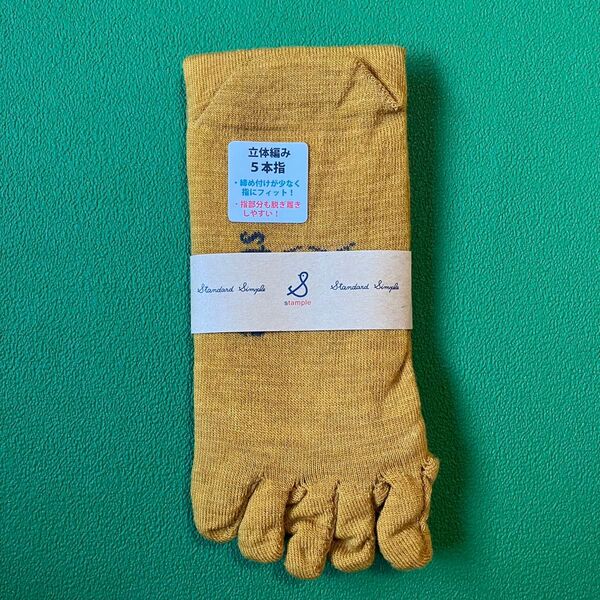 立体編み
５本指
・締め付けが少なく
指にフィット！
・指部分も脱ぎ履き
しやすい！
Standard Simple
S
stample
Standard Simple